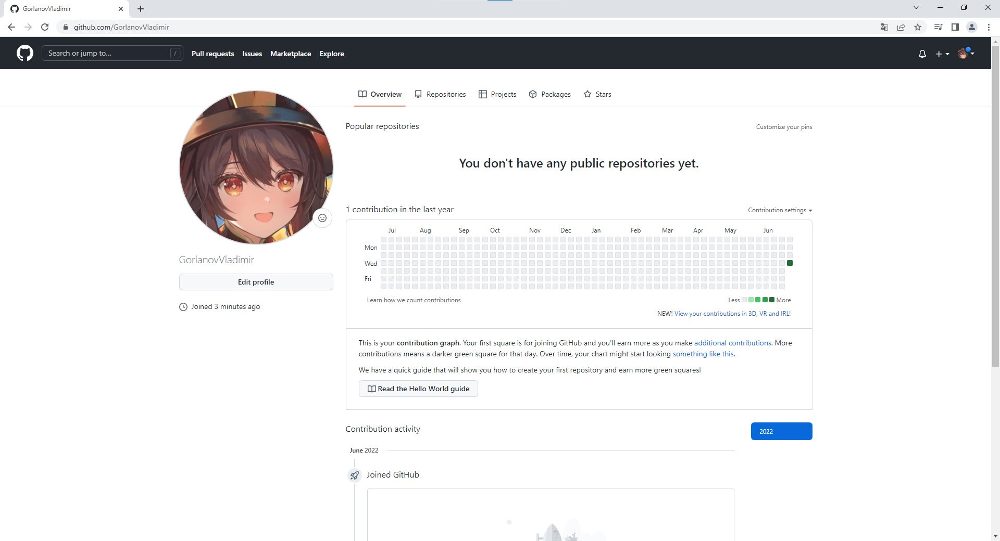 GorlanovVladimir
github.com/GorlanovVladimir
Search or jump to...
/
Pull requests
Issues
Marketplace
Explore
Overview
Repositories
Projects
Packages
Stars
GorlanovVladimir
Edit profile
Joined 3 minutes ago
Popular repositories
Customize your pins
You don't have any public repositories yet.
1 contribution in the last year
Contribution settings
Jul Aug Sep Oct Nov Dec Jan Feb Mar Apr May Jun
Mon
Wed
Fri
Learn how we count contributions
Less More
NEW! View your contributions in 3D, VR and IRL!
This is your contribution graph. Your first square is for joining GitHub and you'll earn more as you make additional contributions. More
contributions means a darker green square for that day. Over time, your chart might start looking something like this.
We have a quick guide that will show you how to create your first repository and earn more green squares!
Read the Hello World guide
Contribution activity
2022
June 2022
Joined GitHub